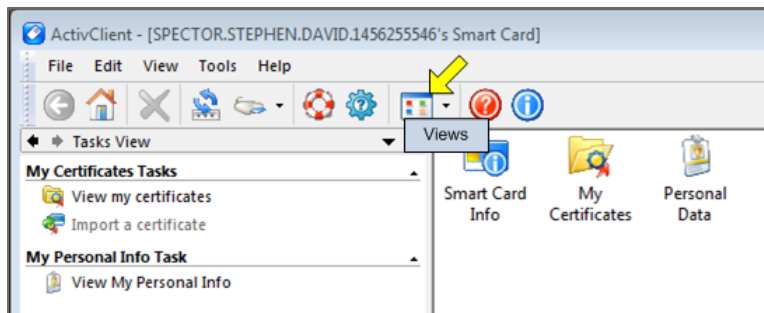 ActivClient - [SPECTOR.STEPHEN.DAVID.1456255546's Smart Card]
File Edit View Tools Help
Views
Tasks View
My Certificates Tasks
View my certificates
Import a certificate
My Personal Info Task
View My Personal Info
Smart Card Info
My Certificates
Personal Data